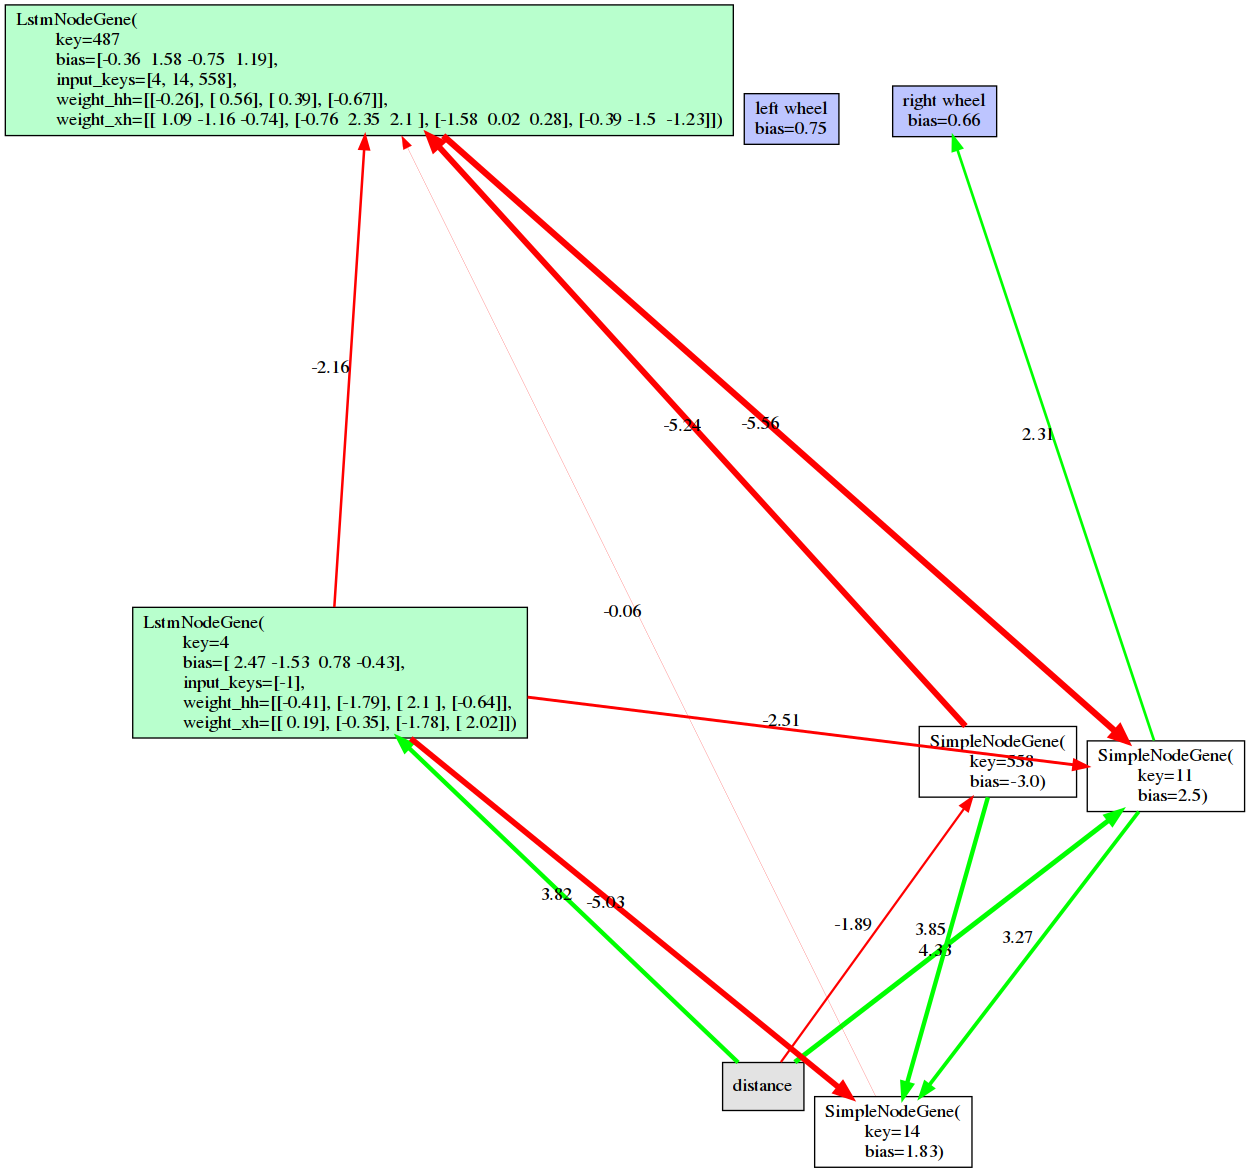 LstmNodeGene(
key=487
bias=[-0.36 1.58 -0.75 1.19],
input_keys=[4, 14, 558],
weight_hh=[[-0.26], [ 0.56], [ 0.39], [-0.67]],
weight_xh=[[ 1.09 -1.16 -0.74], [-0.76 2.35 2.1 ], [-1.58 0.02 0.28], [-0.39 -1.5 -1.23]])
left wheel
bias=0.75
right wheel
bias=0.66
-2.16
-5.24
-5.56
2.31
-0.06
LstmNodeGene(
key=4
bias=[ 2.47 -1.53 0.78 -0.43],
input_keys=[-1],
weight_hh=[[-0.41], [-1.79], [ 2.1 ], [-0.64]],
weight_xh=[[ 0.19], [-0.35], [-1.78], [ 2.02]])
-2.51
SimpleNodeGene(
key=558
bias=-3.0)
SimpleNodeGene(
key=11
bias=2.5)
3.82
-5.03
-1.89
3.85
4.33
3.27
distance
SimpleNodeGene(
key=14
bias=1.83)